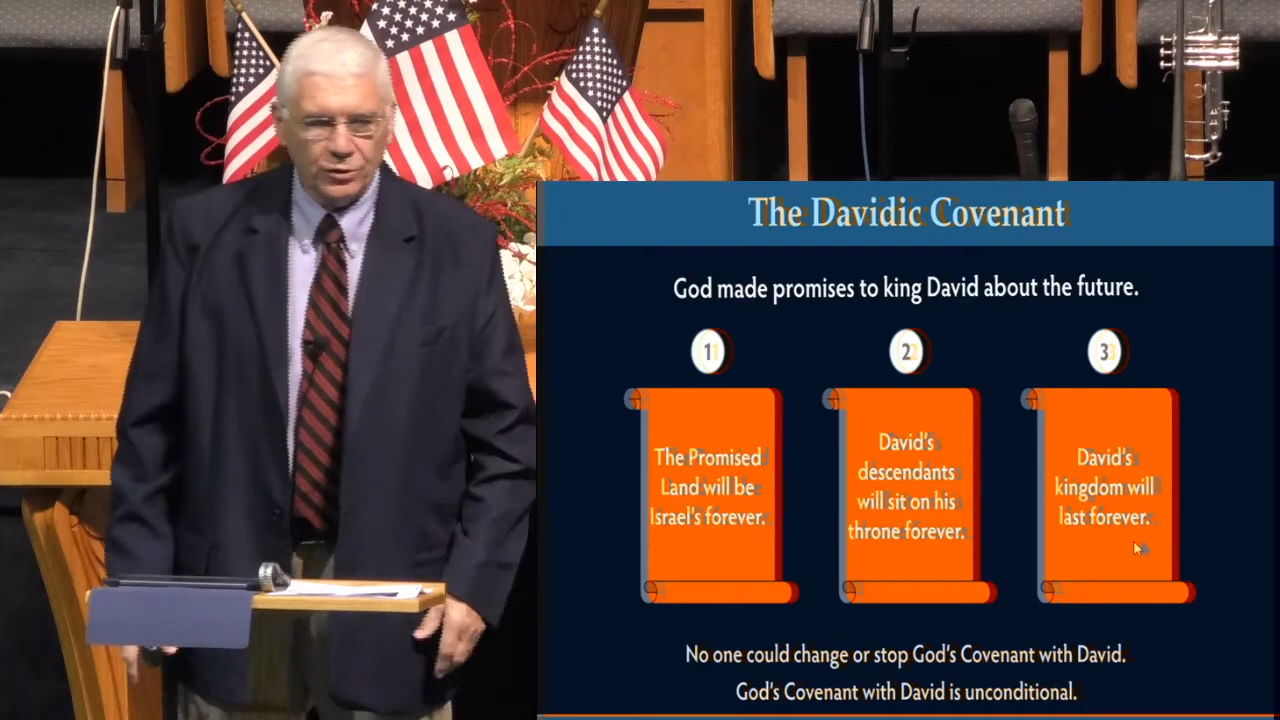 The Davidic Covenant
God made promises to king David about the future.
1
2
3
The Promised
Land will be
Israel's forever.
David's
descendants
will sit on his
throne forever.
David's
kingdom will
last forever.
No one could change or stop God's Covenant with David.
God's Covenant with David is unconditional.